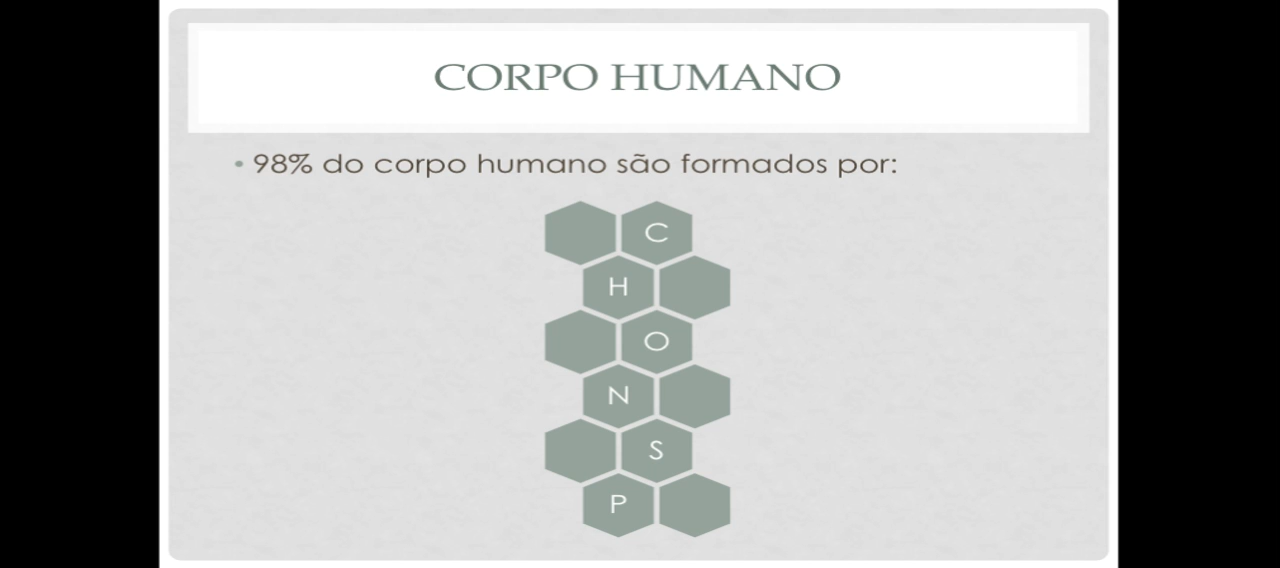 CORPO HUMANO
• 98% do corpo humano são formados por:
C
H
O
N
S
P